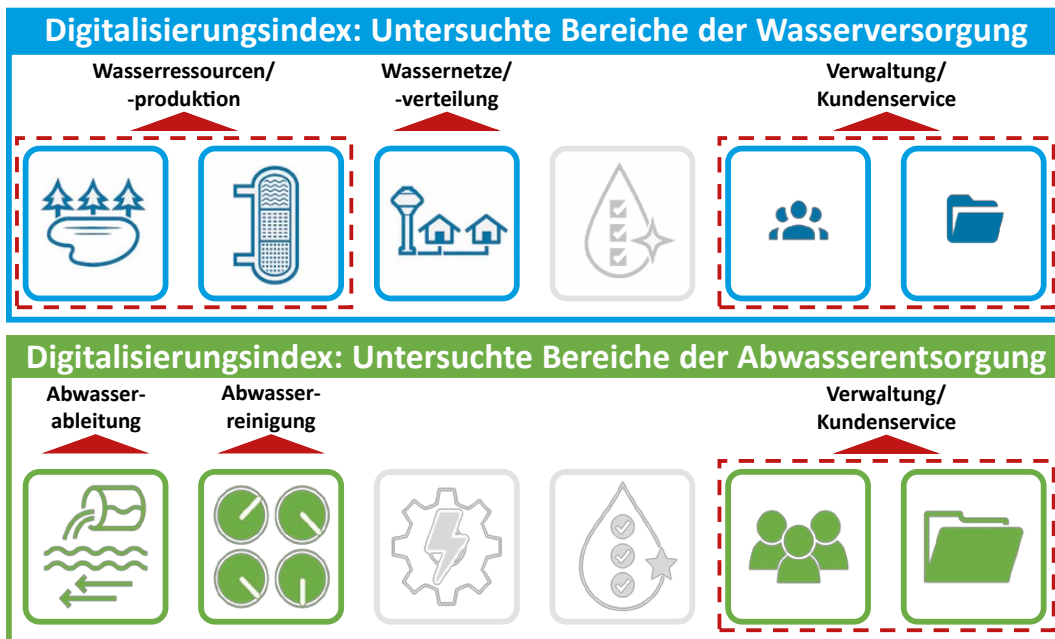 Digitalisierungsindex: Untersuchte Bereiche der Wasserversorgung
Wasserressourcen/
-produktion
Wassernetze/
-verteilung
Verwaltung/
Kundenservice
Digitalisierungsindex: Untersuchte Bereiche der Abwasserentsorgung
Abwasser-
ableitung
Abwasser-
reinigung
Verwaltung/
Kundenservice